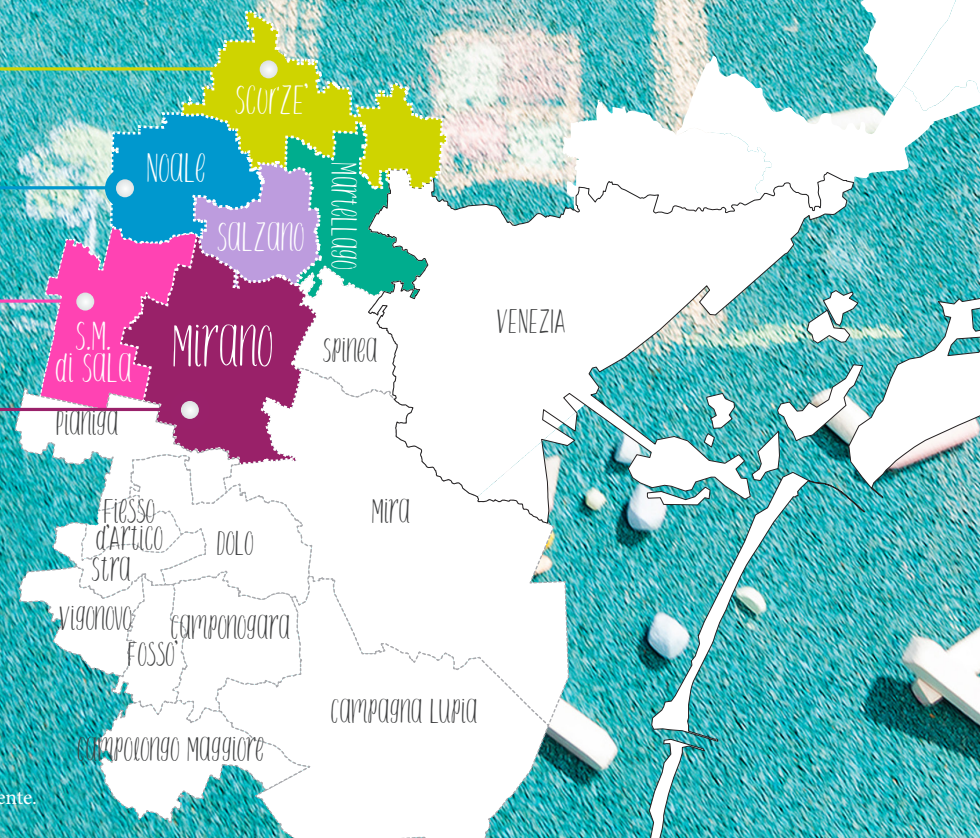 SCORZE'
NOALE
Martellago
SALZANO
VENEZIA
Mirano
S.M.
di SALA
SPINEA
PIANIGA
Mira
Fiesso
d'Artico
DOLO
STRA
VIGONOVO
Camponogara
FOSSO'
Campagna LUPIA
Campolongo Maggiore
ente.